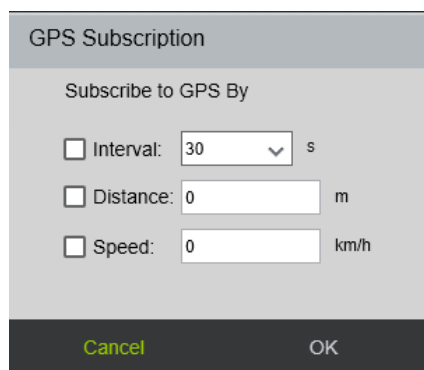 GPS Subscription
Subscribe to GPS By
Interval: 30 s
Distance: 0 m
Speed: 0 km/h
Cancel OK